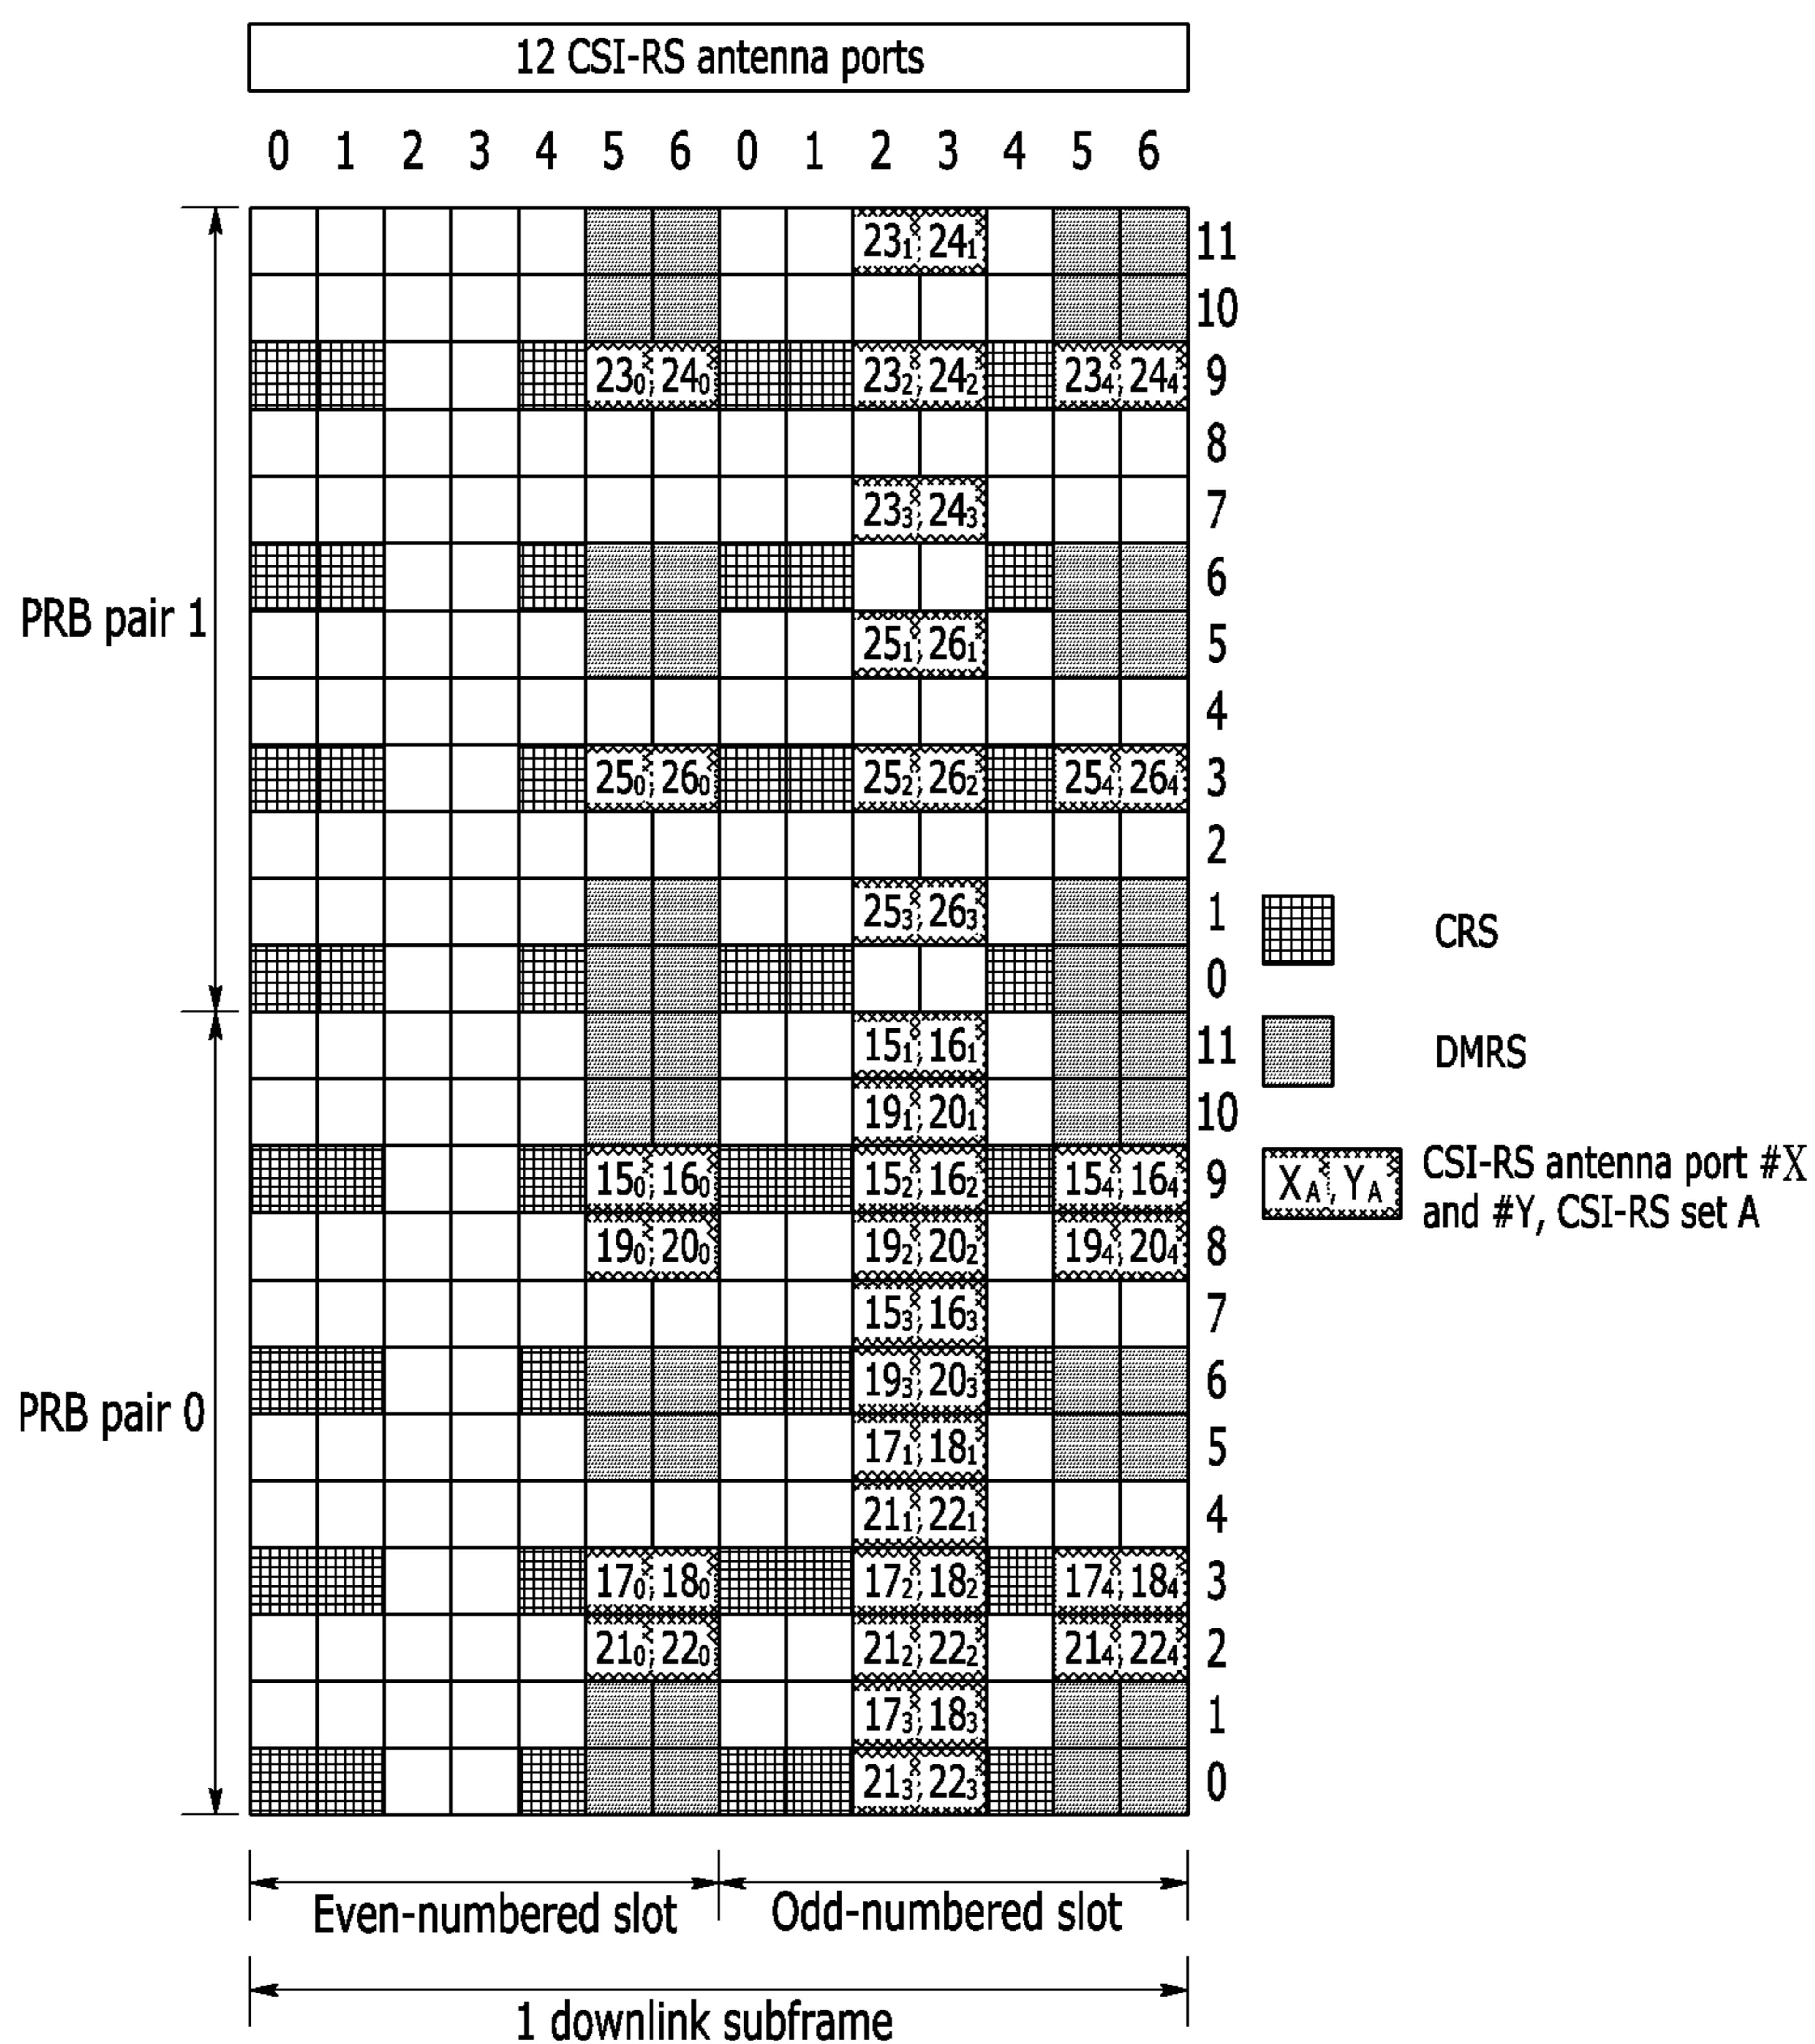 12 CSI-RS antenna ports
0 1 2 3 4 5 6 0 1 2 3 4 5 6
23₁, 24₁ 11
10
23₀, 24₀ 23₂, 24₂ 23₄, 24₄ 9
8
23₃, 24₃ 7
6
PRB pair 1
25₁, 26₁ 5
4
25₀, 26₀ 25₂, 26₂ 25₄, 26₄ 3
2
25₃, 26₃ 1
0
15₁, 16₁ 11
19₁, 20₁ 10
15₀, 16₀ 15₂, 16₂ 15₄, 16₄ 9
19₀, 20₀ 19₂, 20₂ 19₄, 20₄ 8
15₃, 16₃ 7
19₃, 20₃ 6
PRB pair 0
17₁, 18₁ 5
21₁, 22₁ 4
17₀, 18₀ 17₂, 18₂ 17₄, 18₄ 3
21₀, 22₀ 21₂, 22₂ 21₄, 22₄ 2
17₃, 18₃ 1
21₃, 22₃ 0
CRS
DMRS
X_A, Y_A CSI-RS antenna port #X
and #Y, CSI-RS set A
Even-numbered slot Odd-numbered slot
1 downlink subframe